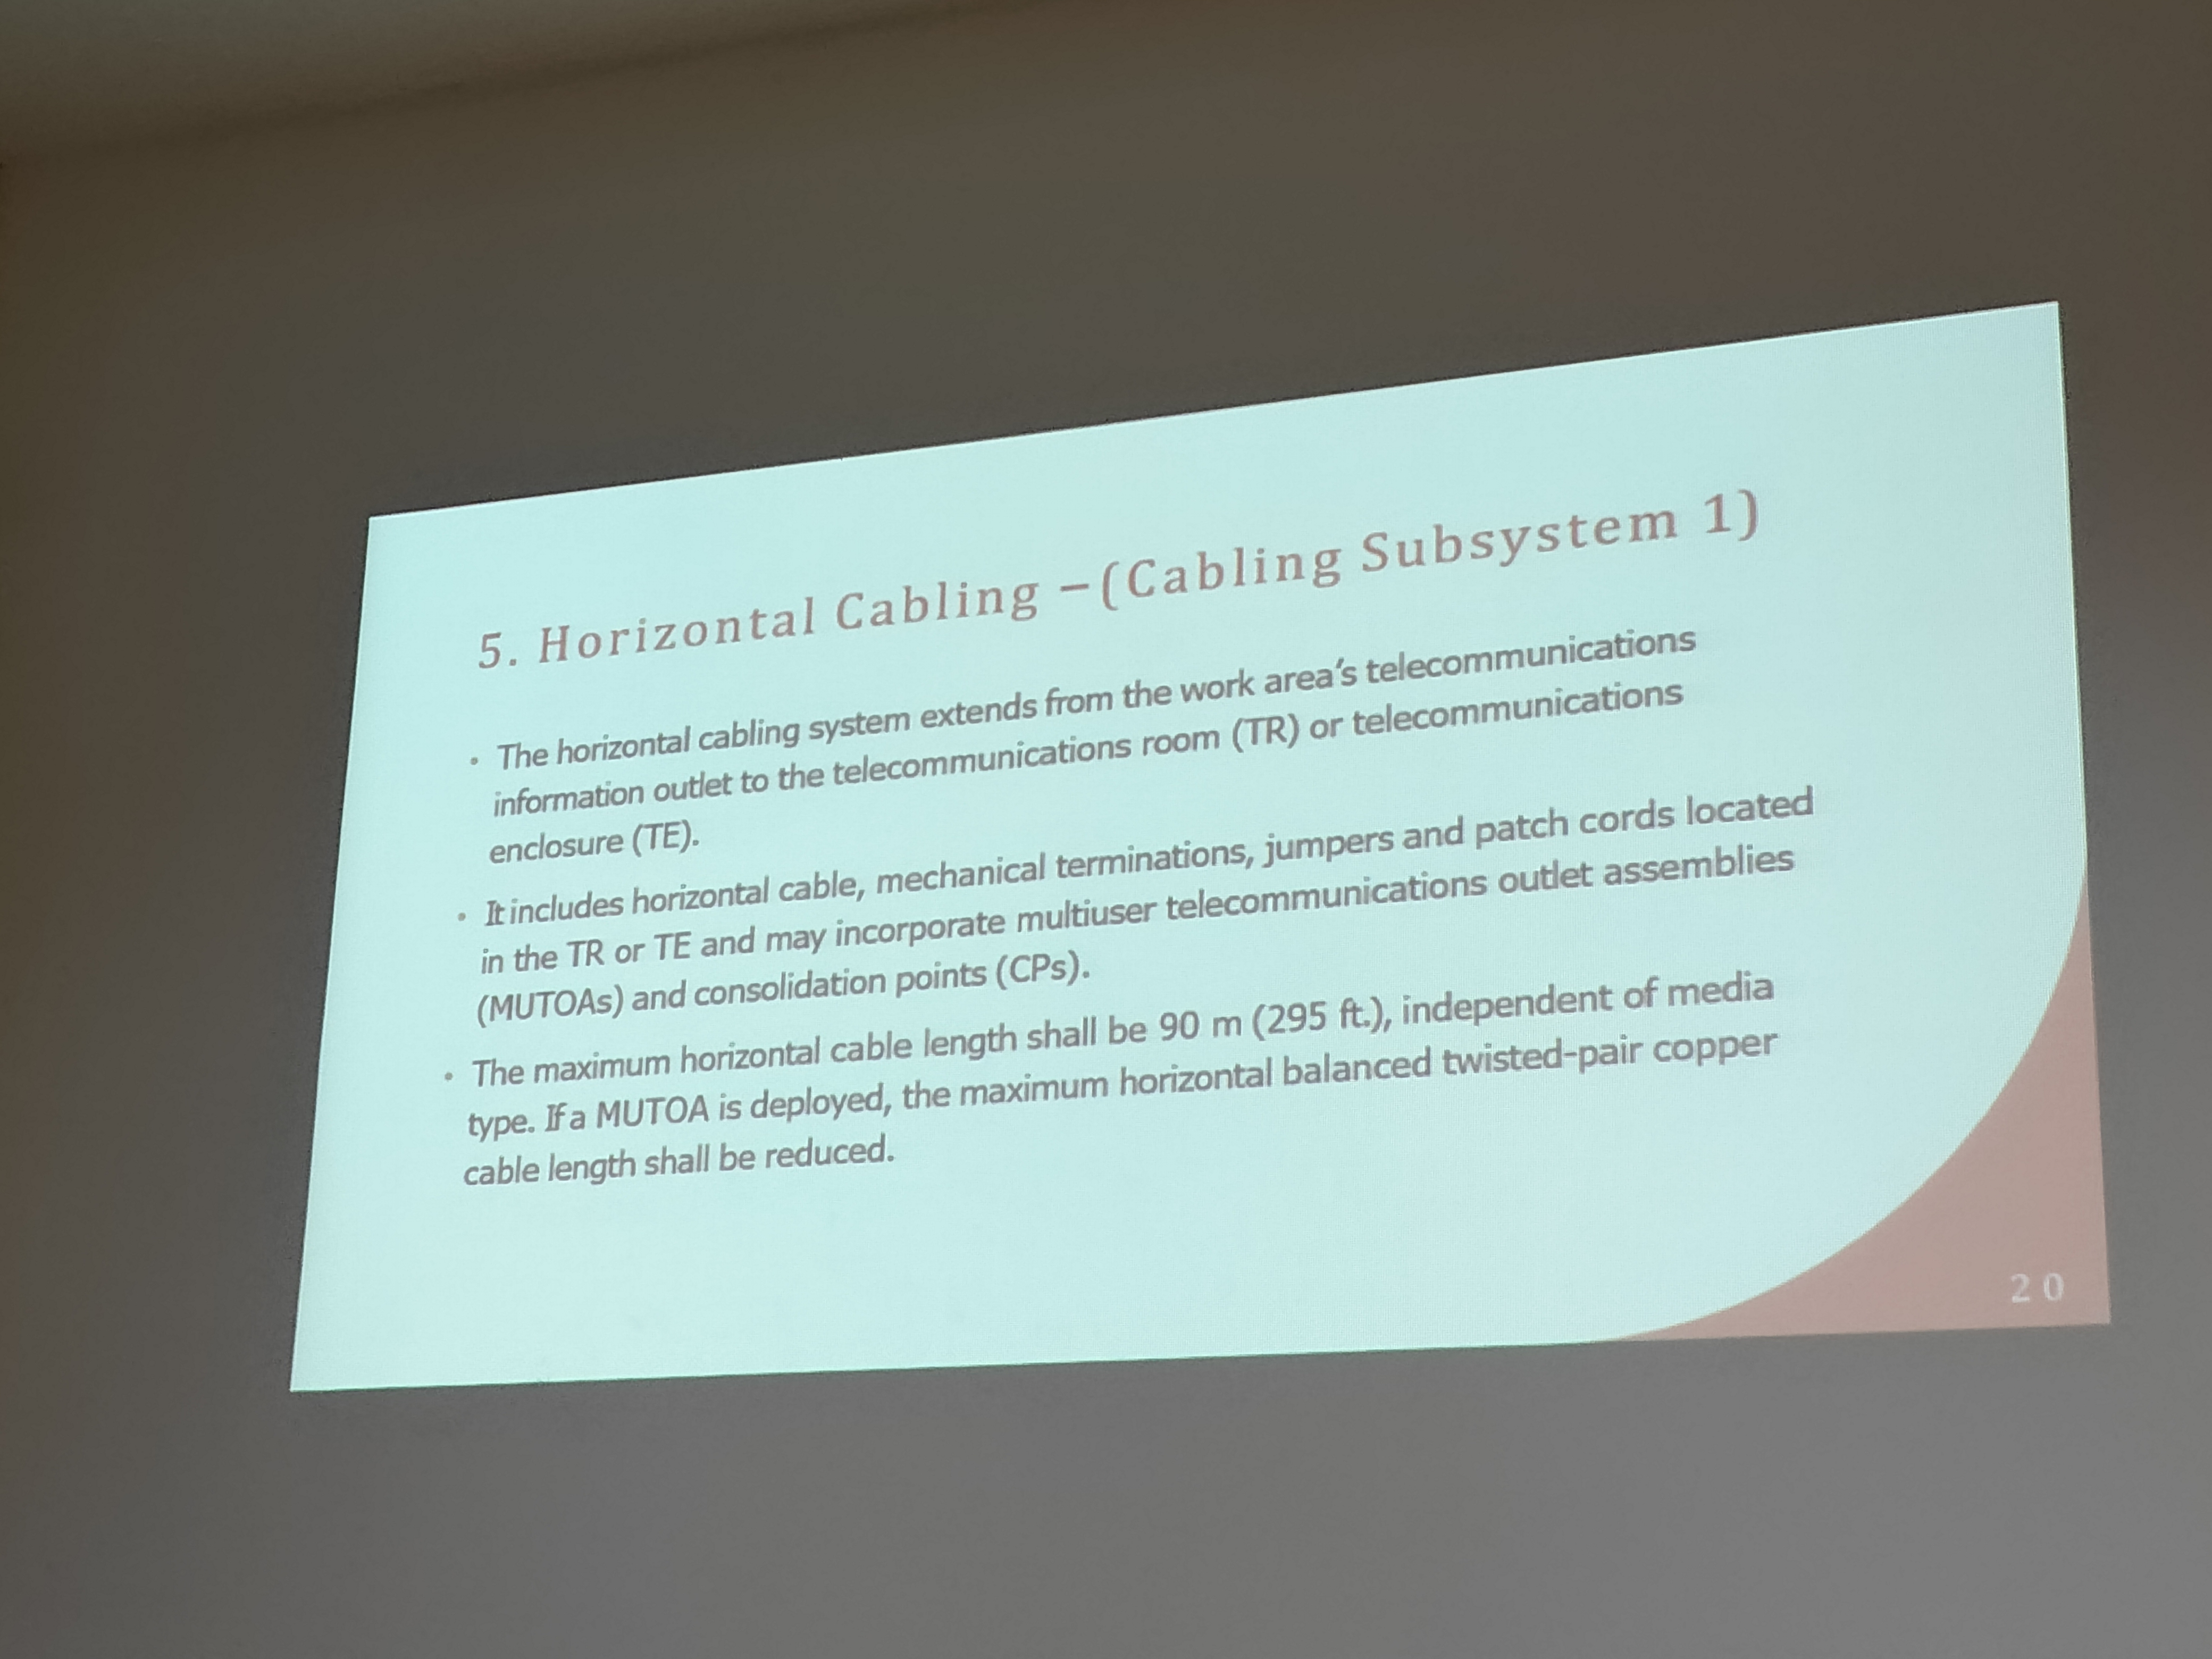 5. Horizontal Cabling – (Cabling Subsystem 1)
• The horizontal cabling system extends from the work area's telecommunications
information outlet to the telecommunications room (TR) or telecommunications
enclosure (TE).
• It includes horizontal cable, mechanical terminations, jumpers and patch cords located
in the TR or TE and may incorporate multiuser telecommunications outlet assemblies
(MUTOAs) and consolidation points (CPs).
• The maximum horizontal cable length shall be 90 m (295 ft.), independent of media
type. If a MUTOA is deployed, the maximum horizontal balanced twisted-pair copper
cable length shall be reduced.
20